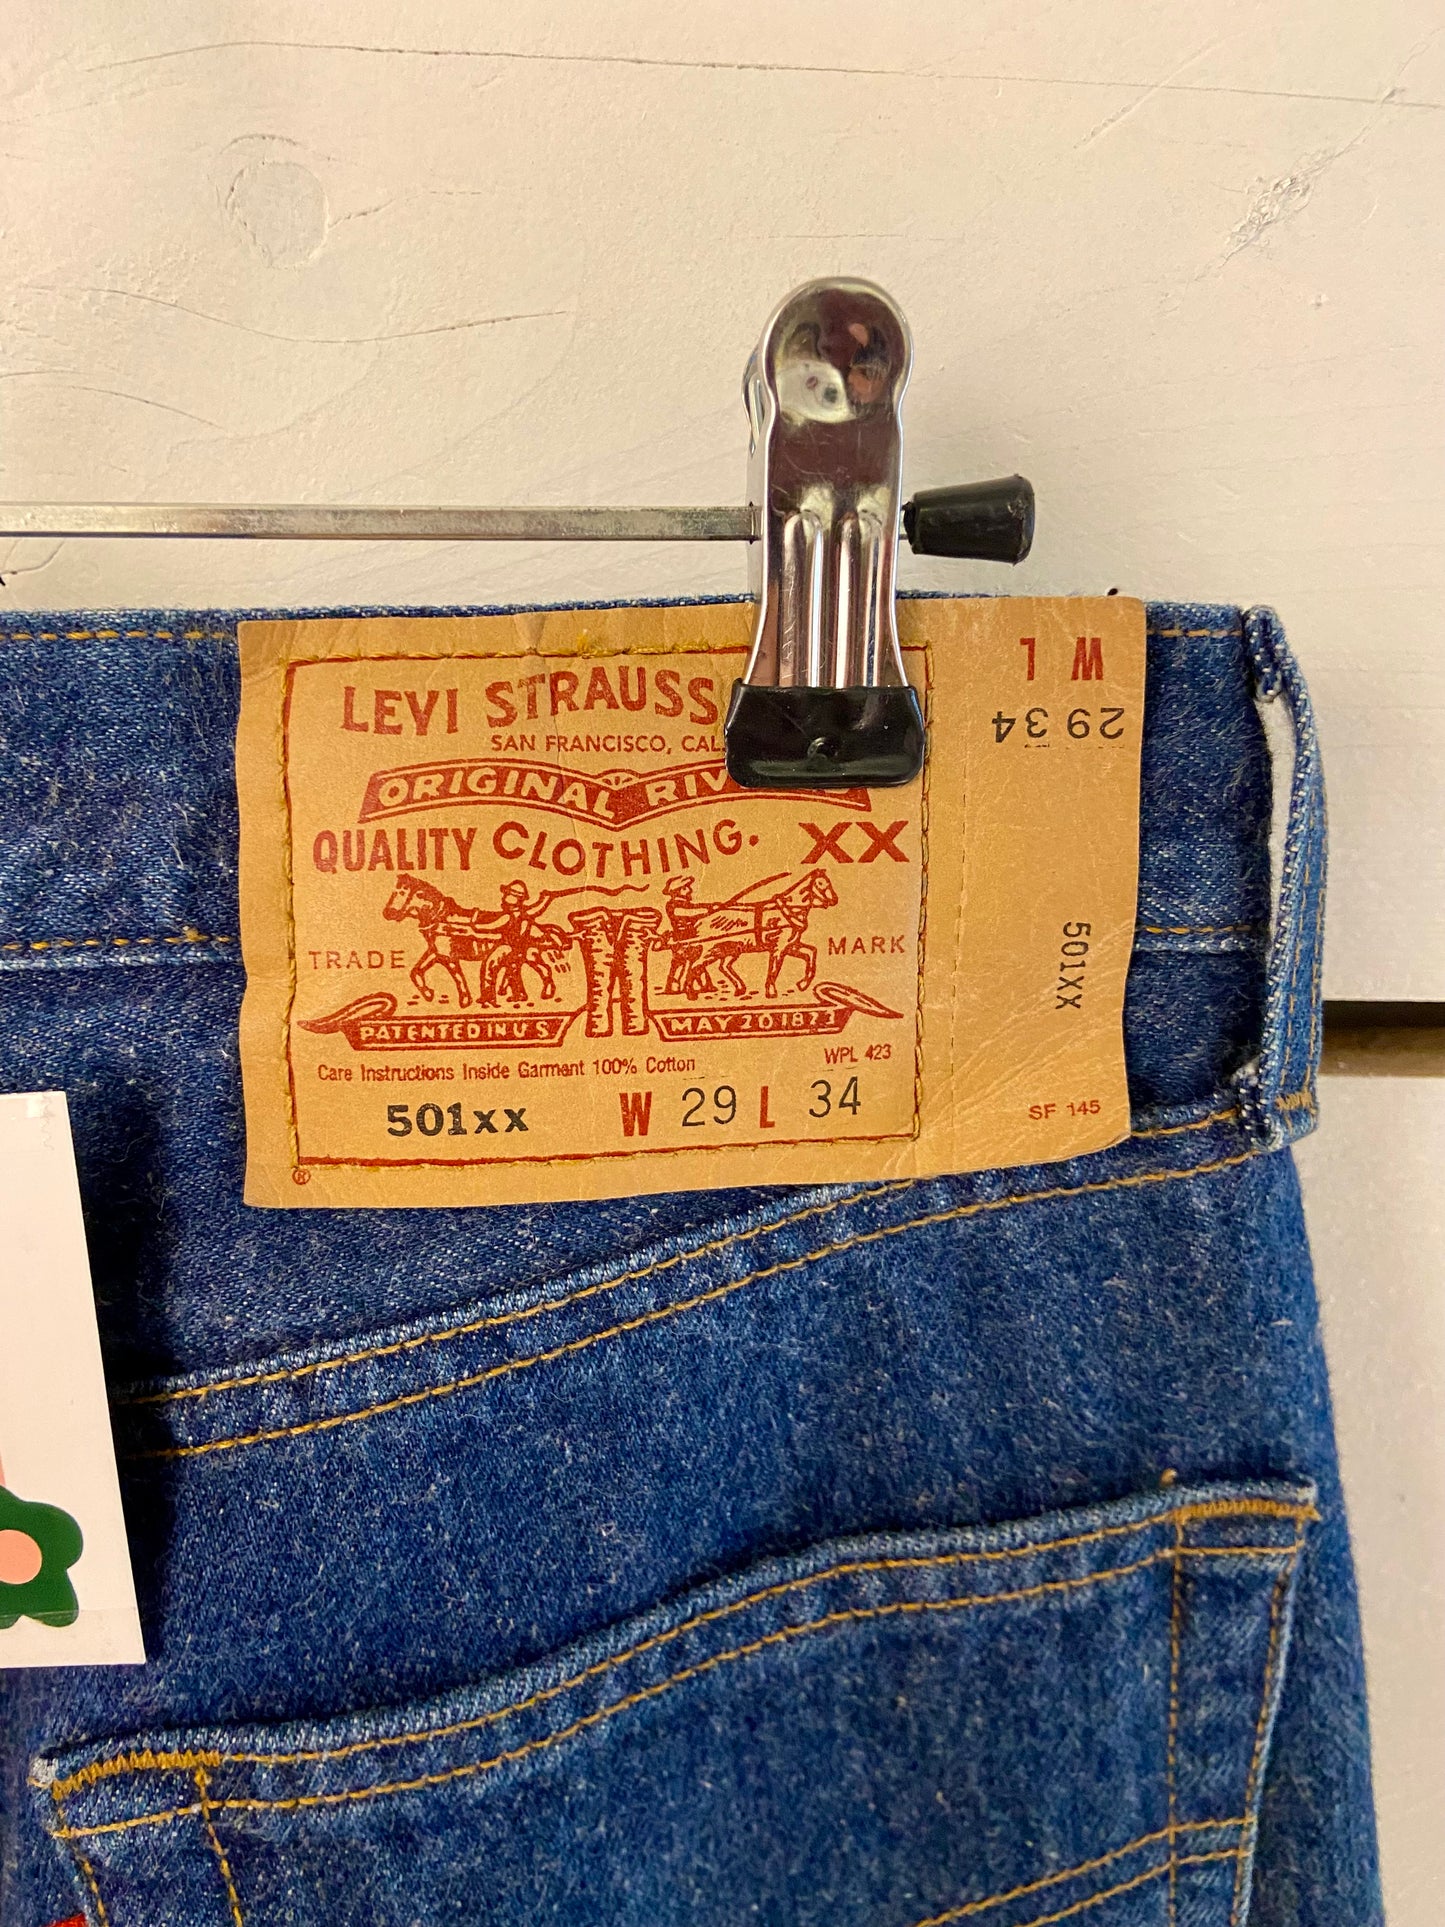 LEVI STRAUSS
SAN FRANCISCO, CAL.
ORIGINAL
QUALITY CLOTHING. XX
TRADE MARK
PATENTED IN U S MAY 20 1873
Care Instructions Inside Garment 100% Cotton WPL 423
501xx W 29 L 34
®
W L
29 34
501XX
SF 145